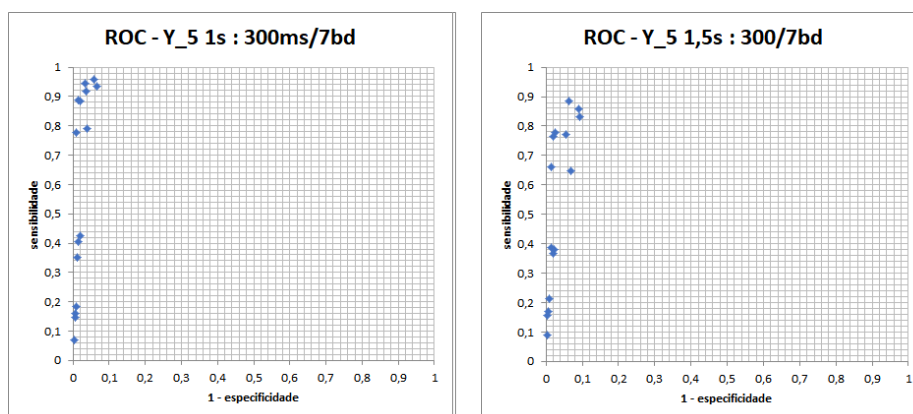 ROC - Y_5 1s : 300ms/7bd
1
0,9
0,8
0,7
0,6
0,5
0,4
0,3
0,2
0,1
0
sensibilidade
0 0,1 0,2 0,3 0,4 0,5 0,6 0,7 0,8 0,9 1
1 - especificidade
ROC - Y_5 1,5s : 300/7bd
1
0,9
0,8
0,7
0,6
0,5
0,4
0,3
0,2
0,1
0
sensibilidade
0 0,1 0,2 0,3 0,4 0,5 0,6 0,7 0,8 0,9 1
1 - especificidade